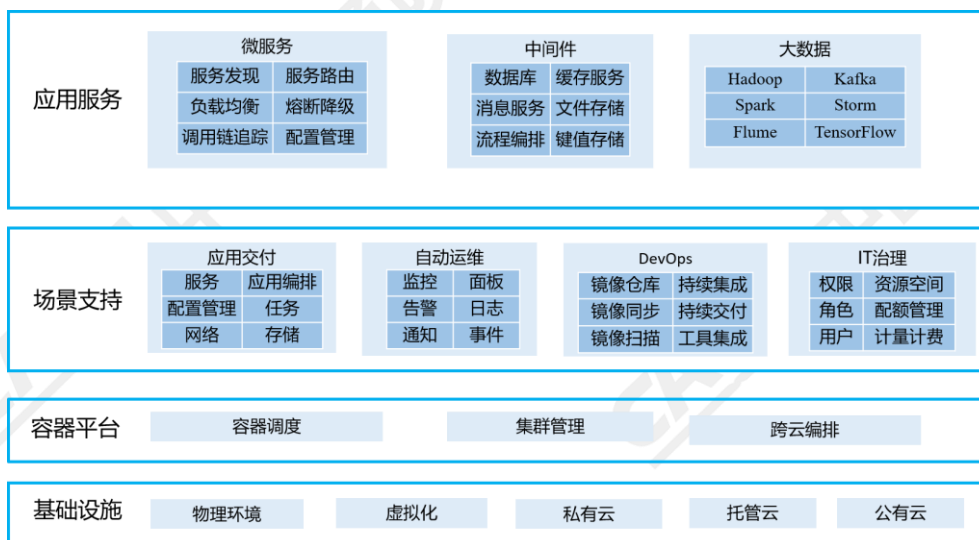 应用服务
微服务
服务发现 服务路由
负载均衡 熔断降级
调用链追踪 配置管理
中间件
数据库 缓存服务
消息服务 文件存储
流程编排 键值存储
大数据
Hadoop Kafka
Spark Storm
Flume TensorFlow
场景支持
应用交付
服务 应用编排
配置管理 任务
网络 存储
自动运维
监控 面板
告警 日志
通知 事件
DevOps
镜像仓库 持续集成
镜像同步 持续交付
镜像扫描 工具集成
IT治理
权限 资源空间
角色 配额管理
用户 计量计费
容器平台
容器调度 集群管理 跨云编排
基础设施
物理环境 虚拟化 私有云 托管云 公有云